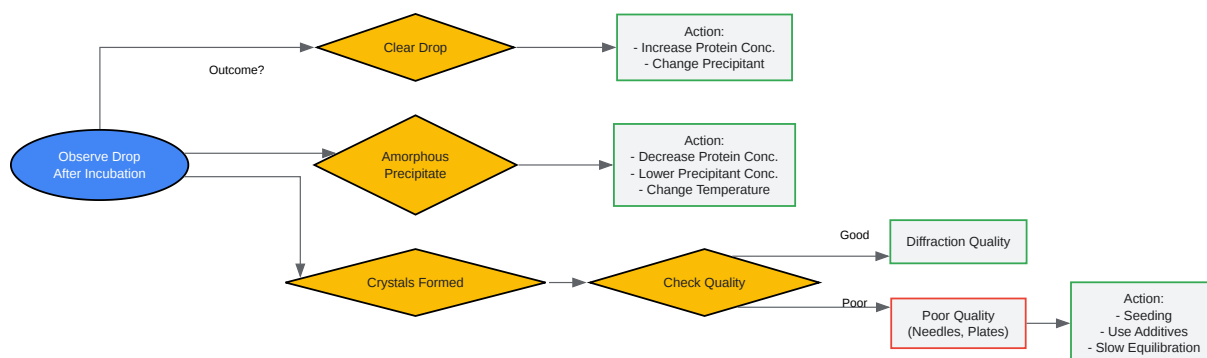 Clear Drop
Action:
- Increase Protein Conc.
- Change Precipitant
Outcome?
Observe Drop
After Incubation
Amorphous
Precipitate
Action:
- Decrease Protein Conc.
- Lower Precipitant Conc.
- Change Temperature
Crystals Formed
Check Quality
Good
Diffraction Quality
Poor
Poor Quality
(Needles, Plates)
Action:
- Seeding
- Use Additives
- Slow Equilibration